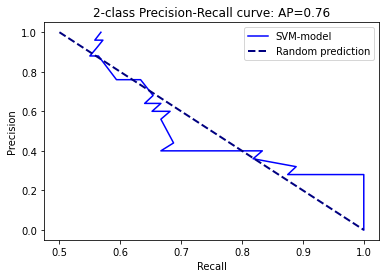 2-class Precision-Recall curve: AP=0.76
SVM-model
Random prediction
Precision
1.0
0.8
0.6
0.4
0.2
0.0
0.5
0.6
0.7
0.8
0.9
1.0
Recall